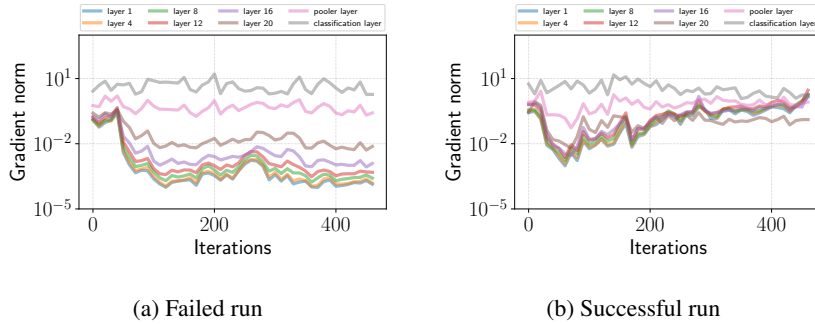 layer 1 layer 8 layer 16 pooler layer
layer 4 layer 12 layer 20 classification layer
Gradient norm
10^1
10^-2
10^-5
0 200 400
Iterations
(a) Failed run
layer 1 layer 8 layer 16 pooler layer
layer 4 layer 12 layer 20 classification layer
Gradient norm
10^1
10^-2
10^-5
0 200 400
Iterations
(b) Successful run